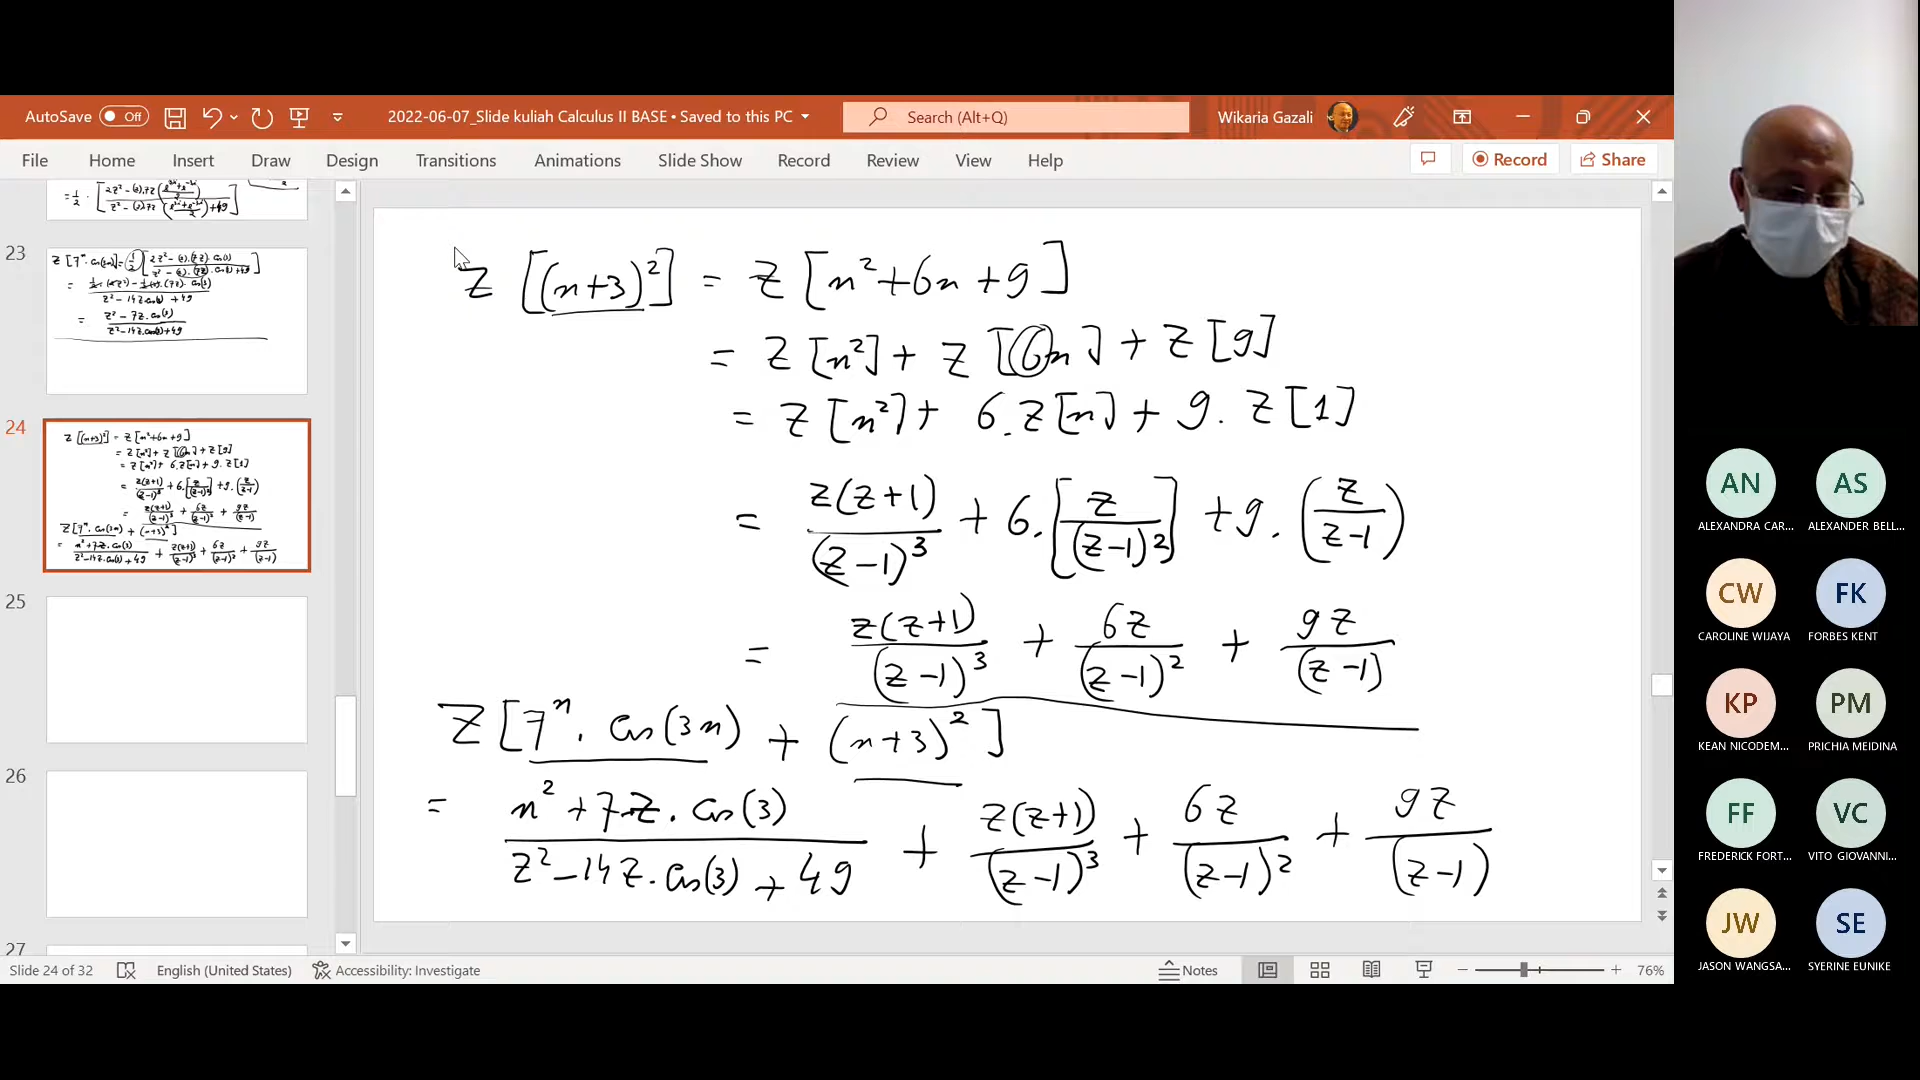 AutoSave Off 2022-06-07_Slide kuliah Calculus II BASE • Saved to this PC Search (Alt+Q) Wikaria Gazali
File Home Insert Draw Design Transitions Animations Slide Show Record Review View Help Record Share
23
24
25
26
27
Z [(n+3)²] = Z [n²+6n+9]
= Z [n²] + Z [6n] + Z [9]
= Z [n²] + 6.Z[n] + 9. Z[1]
= z(z+1)/(z-1)³ + 6.[z/(z-1)²] + 9.(z/z-1)
= z(z+1)/(z-1)³ + 6z/(z-1)² + 9z/(z-1)
Z [7ⁿ. cos(3n) + (n+3)²]
= n²+7z. cos(3)/z²-14z. cos(3) + 49 + z(z+1)/(z-1)³ + 6z/(z-1)² + 9z/(z-1)
AN AS
ALEXANDRA CAR... ALEXANDER BELL...
CW FK
CAROLINE WIJAYA FORBES KENT
KP PM
KEAN NICODEM... PRICHIA MEIDINA
FF VC
FREDERICK FORT... VITO GIOVANNI...
JW SE
JASON WANGSA... SYERINE EUNIKE
Slide 24 of 32 English (United States) Accessibility: Investigate Notes 76%